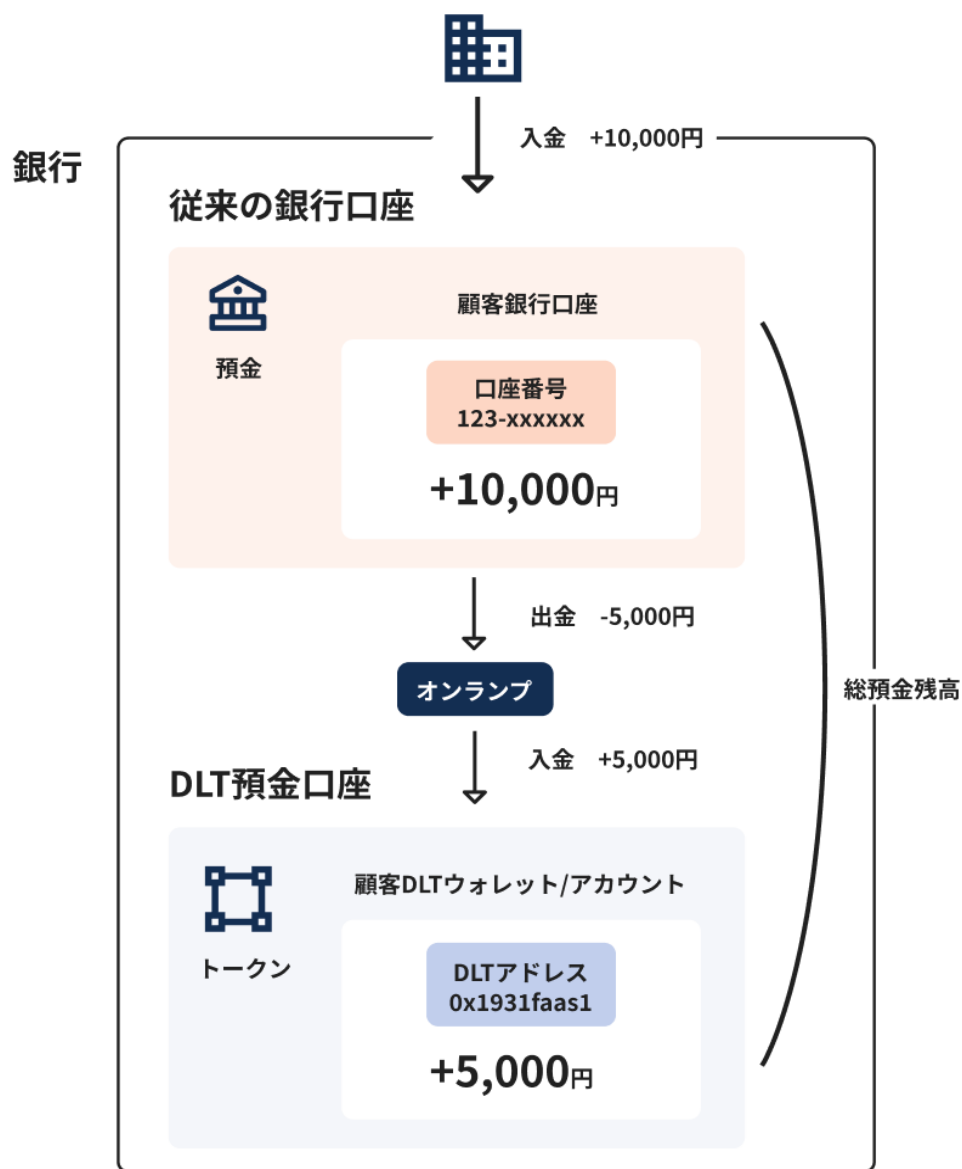 入金 +10,000円
銀行
従来の銀行口座
顧客銀行口座
預金
口座番号
123-xxxxxx
+10,000円
出金 -5,000円
オンランプ
総預金残高
入金 +5,000円
DLT預金口座
顧客DLTウォレット/アカウント
トークン
DLTアドレス
0x1931faas1
+5,000円